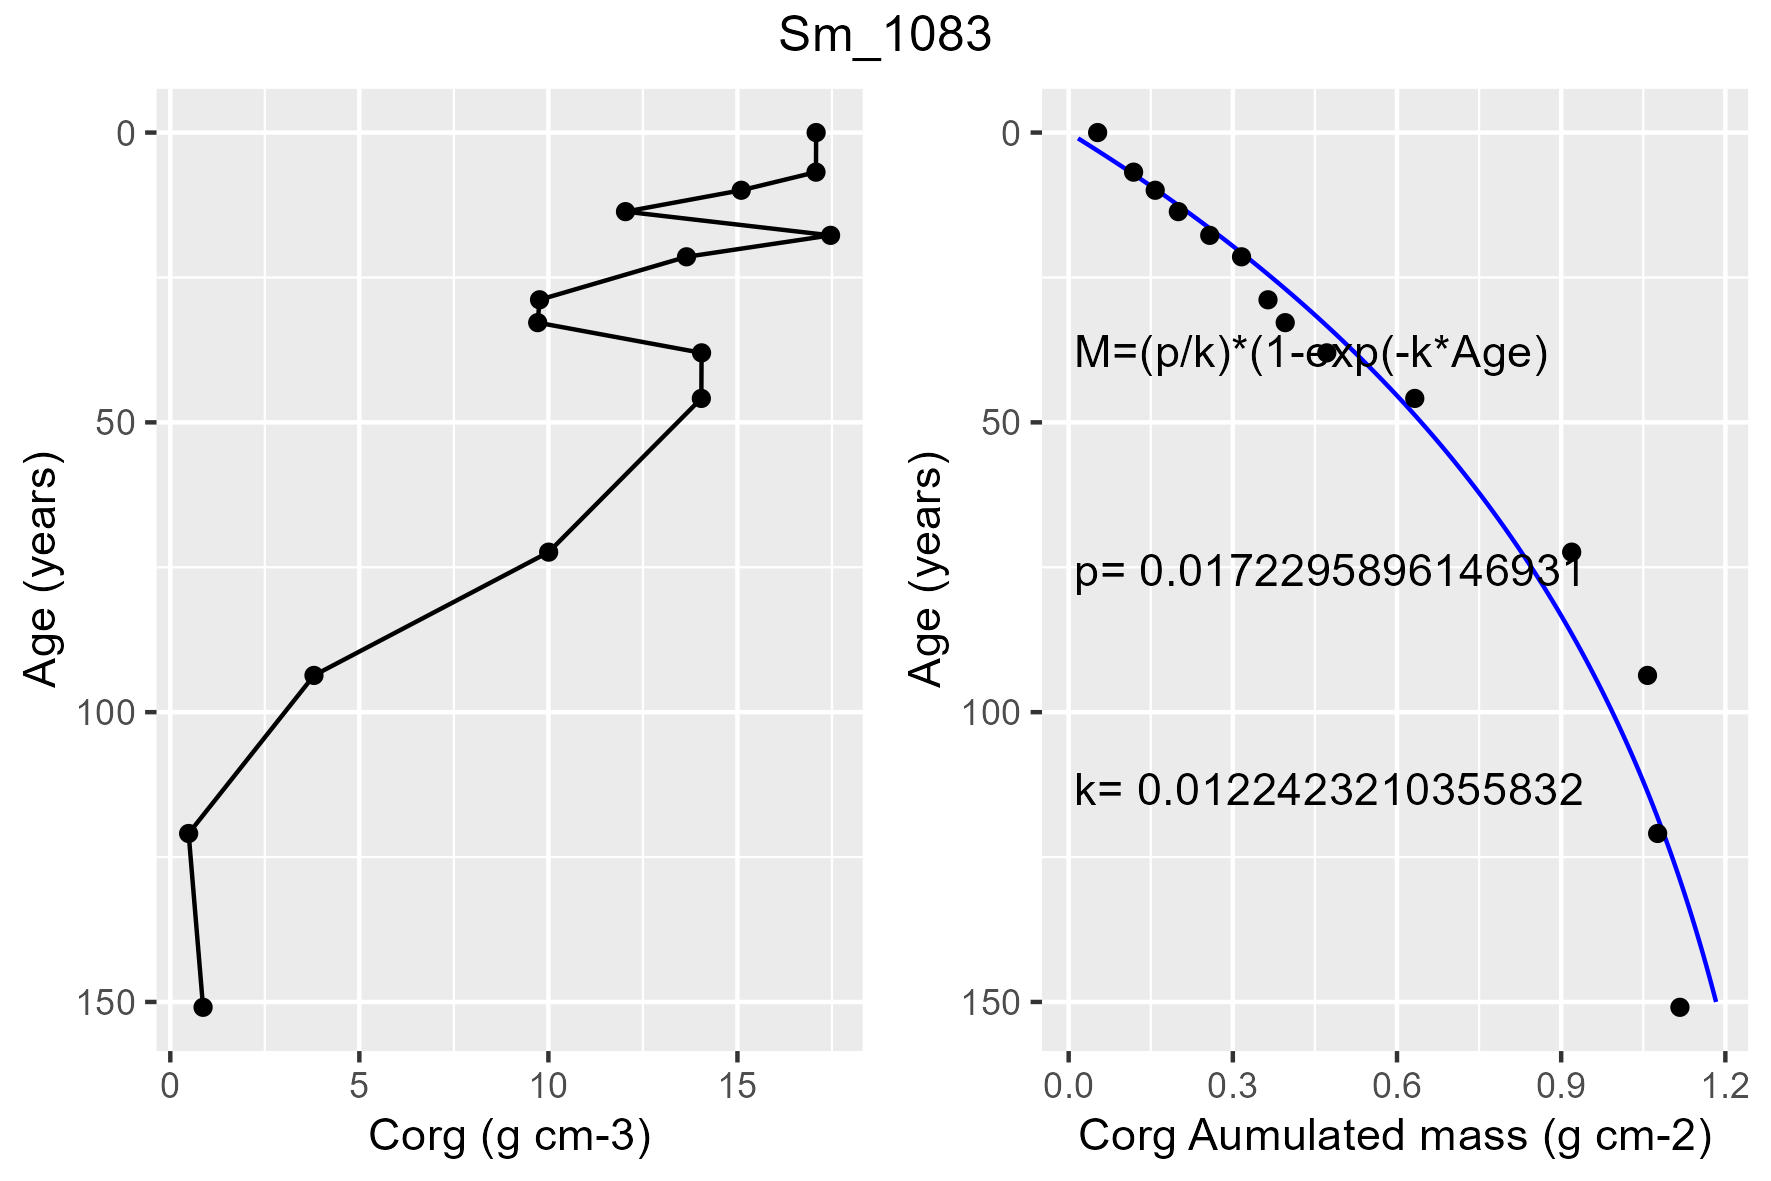 Sm_1083
0
50
100
150
Age (years)
0
5
10
15
Corg (g cm-3)
0
50
100
150
Age (years)
M=(p/k)*(1-exp(-k*Age)
p= 0.0172295896146931
k= 0.0122423210355832
0.0
0.3
0.6
0.9
1.2
Corg Aumulated mass (g cm-2)